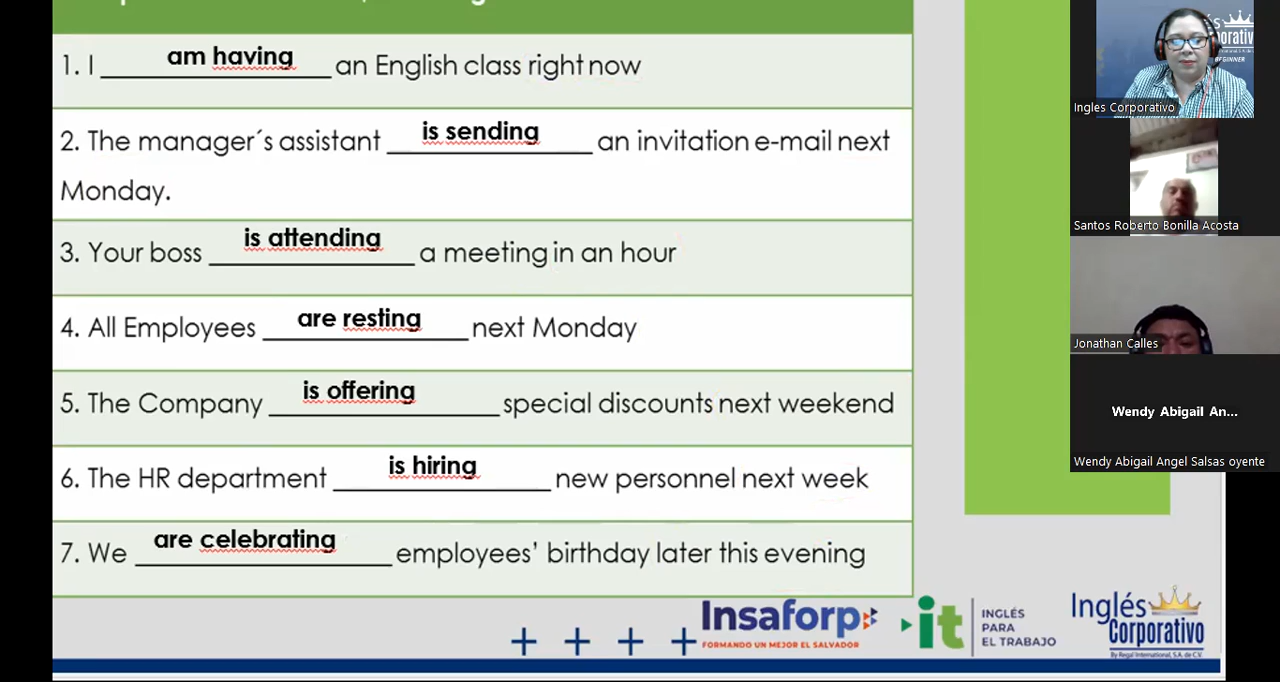 1. I am having an English class right now
2. The manager´s assistant is sending an invitation e-mail next
Monday.
3. Your boss is attending a meeting in an hour
4. All Employees are resting next Monday
5. The Company is offering special discounts next weekend
6. The HR department is hiring new personnel next week
7. We are celebrating employees’ birthday later this evening
Insaforp
FORMANDO UN MEJOR EL SALVADOR
it
INGLÉS
PARA
EL TRABAJO
Inglés
Corporativo
By Regal International, S.A. de C.V.
BEGINNER
Ingles Corporativo
Santos Roberto Bonilla Acosta
Jonathan Calles
Wendy Abigail An...
Wendy Abigail Angel Salsas oyente